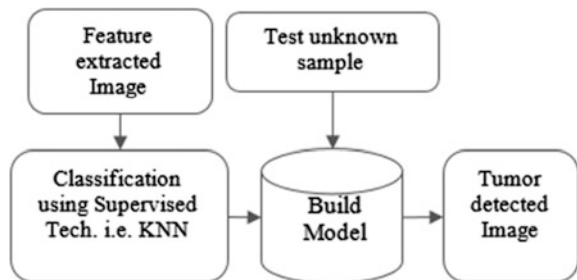 Feature
extracted
Image
Test unknown
sample
Classification
using Supervised
Tech. i.e. KNN
Build
Model
Tumor
detected
Image